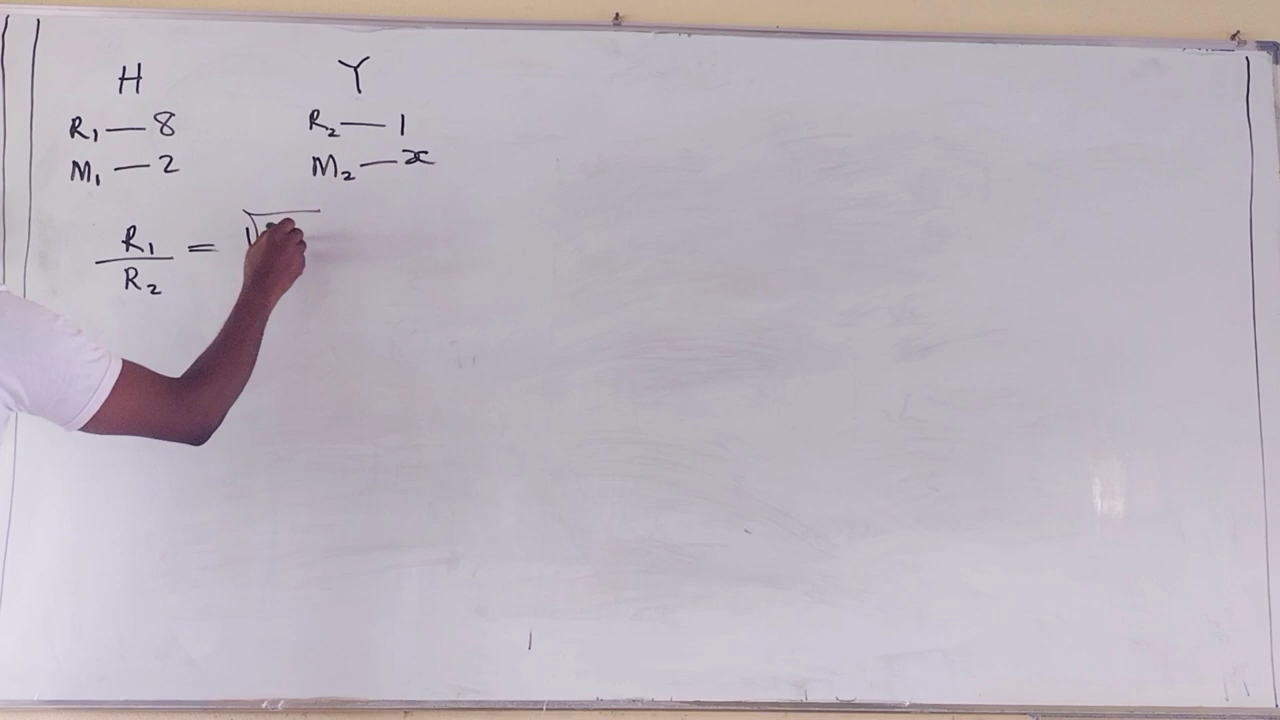 H Y
R₁ — 8 R₂ — 1
M₁ — 2 M₂ — x
R₁/R₂ = √